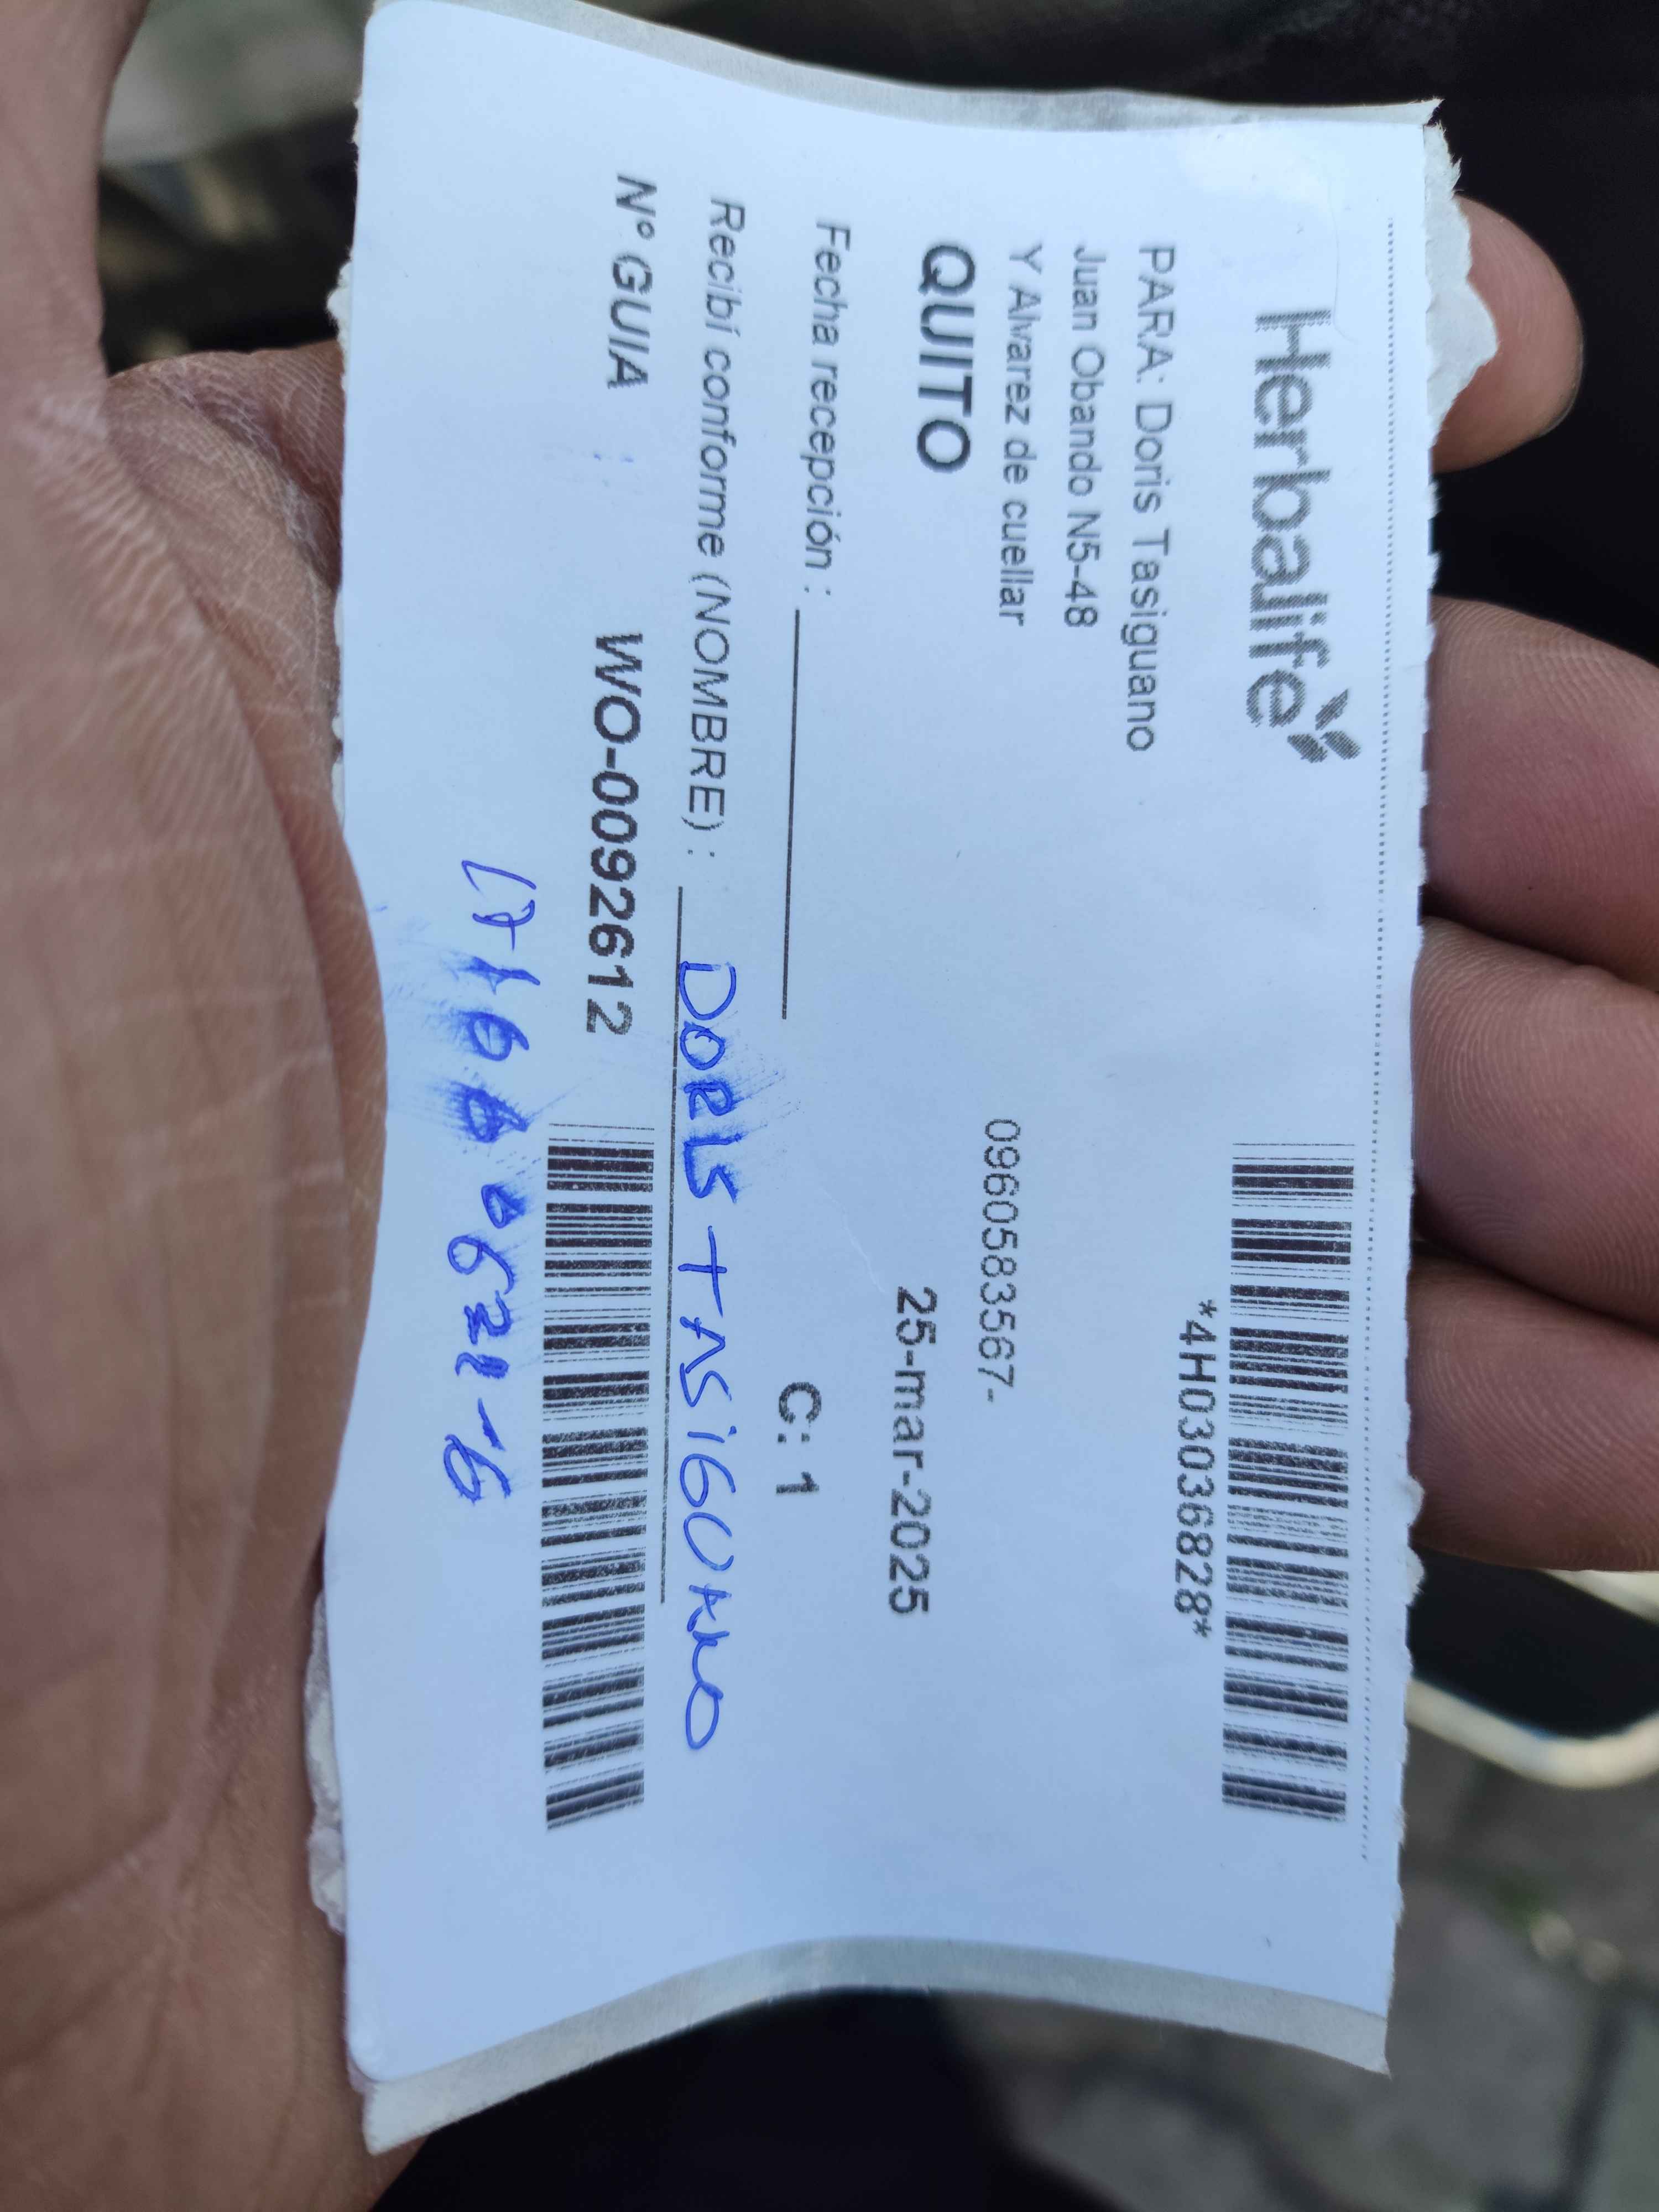 Herbalife
*4H03036828*
PARA: Doris Tasiguano
Juan Obando N5-48
Y Alvarez de cuellar
0960583567-
QUITO
25-mar-2025
Fecha recepción :
C: 1
Recibí conforme (NOMBRE) : DORIS TASIGUANO
Nº GUIA :
WO-0092612